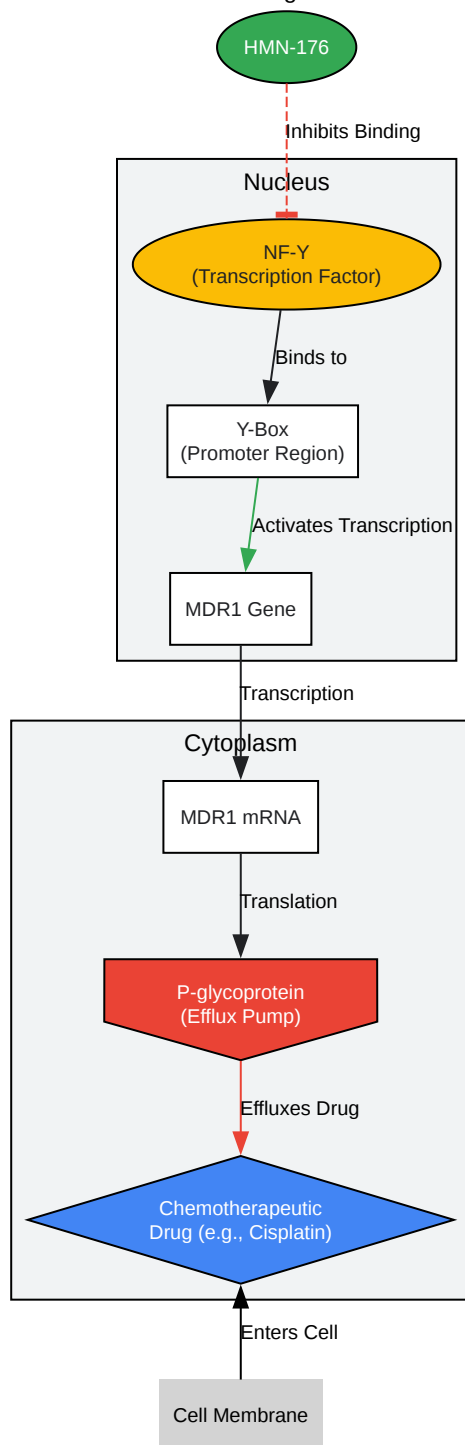 HMN-176
Inhibits Binding
Nucleus
NF-Y
(Transcription Factor)
Binds to
Y-Box
(Promoter Region)
Activates Transcription
MDR1 Gene
Transcription
Cytoplasm
MDR1 mRNA
Translation
P-glycoprotein
(Efflux Pump)
Effluxes Drug
Chemotherapeutic
Drug (e.g., Cisplatin)
Enters Cell
Cell Membrane